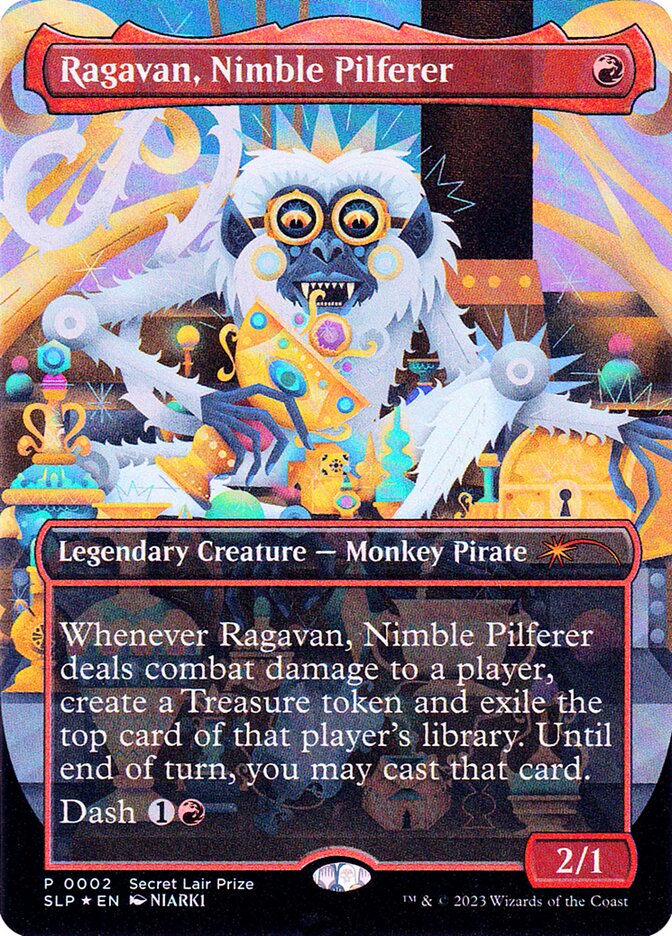 Ragavan, Nimble Pilferer
Legendary Creature — Monkey Pirate
Whenever Ragavan, Nimble Pilferer
deals combat damage to a player,
create a Treasure token and exile the
top card of that player's library. Until
end of turn, you may cast that card.
Dash 1
2/1
P 0002 Secret Lair Prize
SLP ★ EN NIARKI
™ & © 2023 Wizards of the Coast